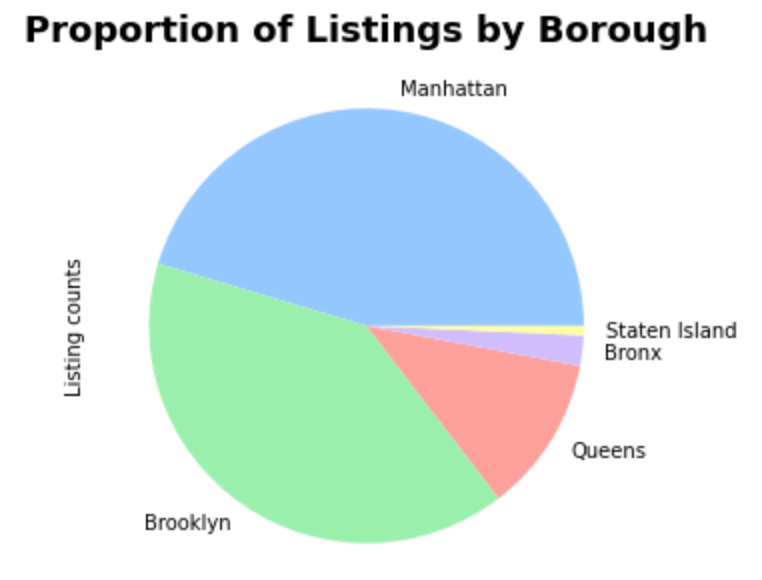 Proportion of Listings by Borough
Manhattan
Listing counts
Staten Island
Bronx
Queens
Brooklyn